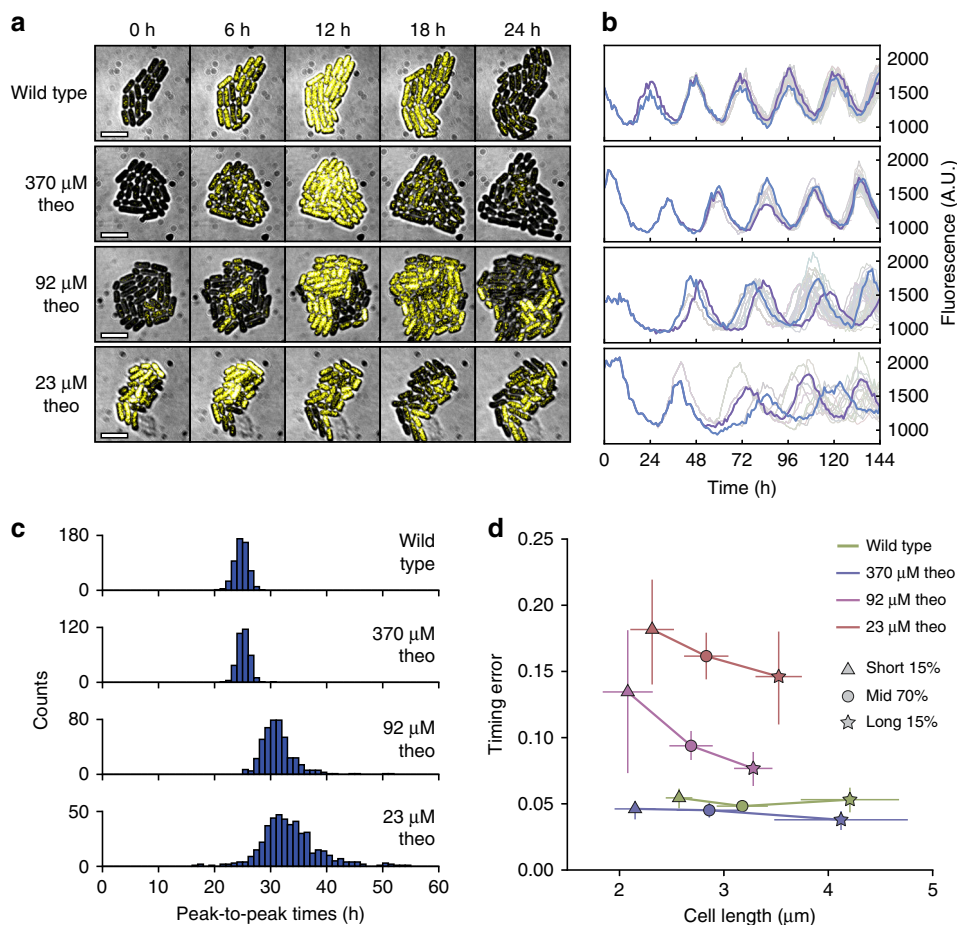 a
0 h 6 h 12 h 18 h 24 h
Wild type
370 μM
theo
92 μM
theo
23 μM
theo
b
2000
1500
1000
2000
1500
1000
2000
1500
1000
2000
1500
1000
Fluorescence (A.U.)
0 24 48 72 96 120 144
Time (h)
c
180
0
Wild
type
120
0
370 μM
theo
80
0
92 μM
theo
50
0
23 μM
theo
Counts
0 10 20 30 40 50 60
Peak-to-peak times (h)
d
0.25
0.20
0.15
0.10
0.05
0.00
Timing error
Wild type
370 μM theo
92 μM theo
23 μM theo
Short 15%
Mid 70%
Long 15%
2 3 4 5
Cell length (μm)